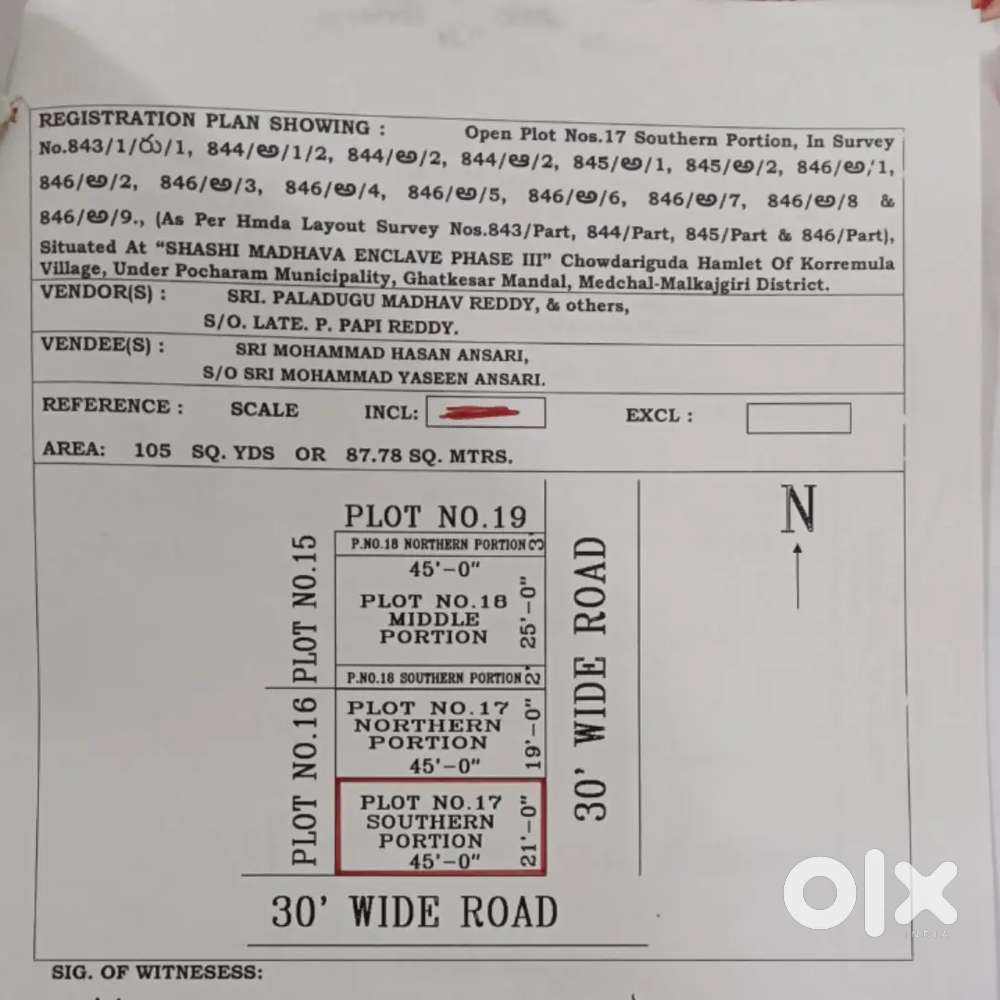 REGISTRATION PLAN SHOWING : Open Plot Nos.17 Southern Portion, In Survey
No.843/1/రు/1, 844/అ/1/2, 844/అ/2, 844/ఆ/2, 845/అ/1, 845/అ/2, 846/అ/1,
846/అ/2, 846/అ/3, 846/అ/4, 846/అ/5, 846/అ/6, 846/అ/7, 846/అ/8 &
846/అ/9., (As Per Hmda Layout Survey Nos.843/Part, 844/Part, 845/Part & 846/Part),
Situated At "SHASHI MADHAVA ENCLAVE PHASE III" Chowdariguda Hamlet Of Korremula
Village, Under Pocharam Municipality, Ghatkesar Mandal, Medchal-Malkajgiri District.
VENDOR(S) : SRI. PALADUGU MADHAV REDDY, & others,
S/O. LATE. P. PAPI REDDY.
VENDEE(S) : SRI MOHAMMAD HASAN ANSARI,
S/O SRI MOHAMMAD YASEEN ANSARI.
REFERENCE : SCALE INCL: EXCL :
AREA: 105 SQ. YDS OR 87.78 SQ. MTRS.
N
PLOT NO.19
P.NO.18 NORTHERN PORTION 3'
45'-0"
PLOT NO.18
MIDDLE
PORTION
25'-0"
P.NO.18 SOUTHERN PORTION 2'
PLOT NO.17
NORTHERN
PORTION
45'-0"
19'-0"
PLOT NO.17
SOUTHERN
PORTION
45'-0"
21'-0"
PLOT NO.15
PLOT NO.16
30' WIDE ROAD
30' WIDE ROAD
olx
INDIA
SIG. OF WITNESESS: